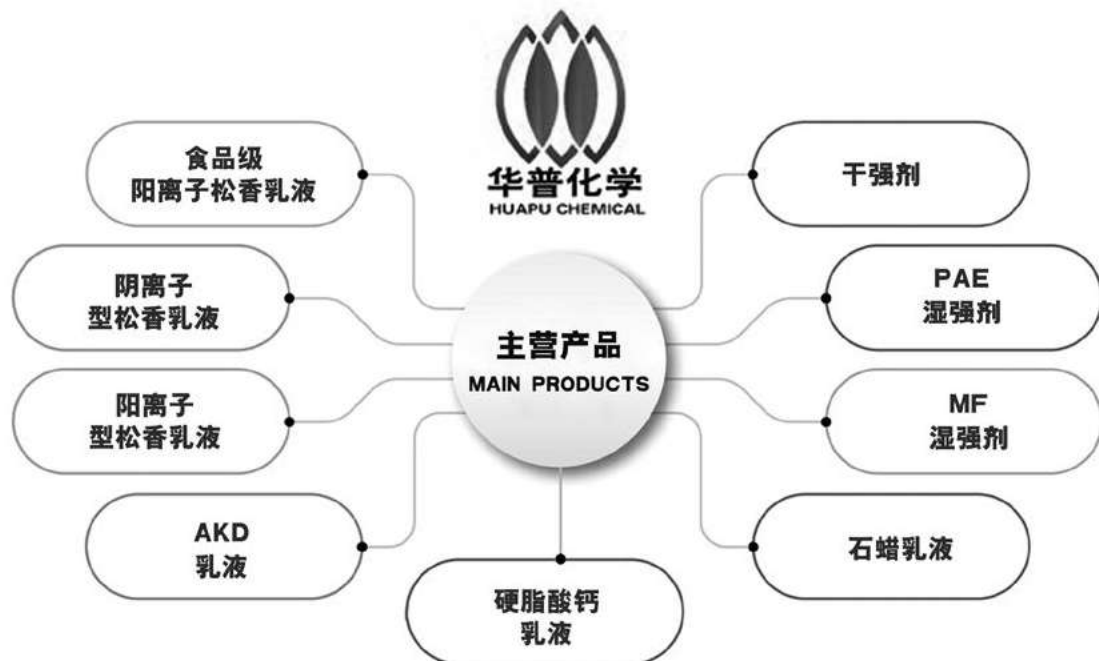 华普化学
HUAPU CHEMICAL
食品级
阳离子松香乳液
干强剂
阴离子
型松香乳液
PAE
湿强剂
主营产品
MAIN PRODUCTS
阳离子
型松香乳液
MF
湿强剂
AKD
乳液
石蜡乳液
硬脂酸钙
乳液